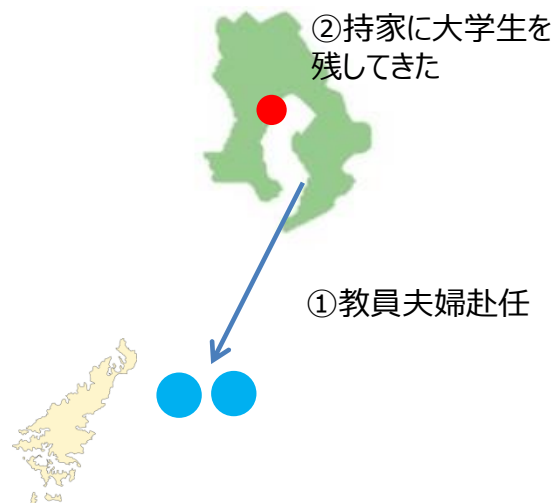 ②持家に大学生を
残してきた
①教員夫婦赴任